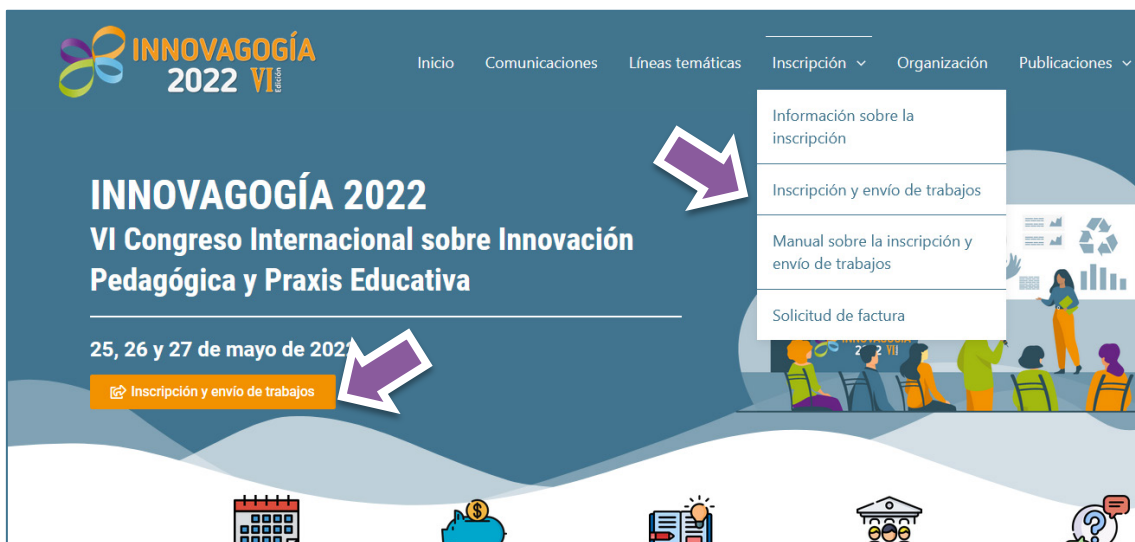 INNOVAGOGÍA
2022 VI Edición
Inicio
Comunicaciones
Líneas temáticas
Inscripción
Organización
Publicaciones
Información sobre la
inscripción
Inscripción y envío de trabajos
Manual sobre la inscripción y
envío de trabajos
Solicitud de factura
INNOVAGOGÍA 2022
VI Congreso Internacional sobre Innovación
Pedagógica y Praxis Educativa
25, 26 y 27 de mayo de 2022
Inscripción y envío de trabajos
VII